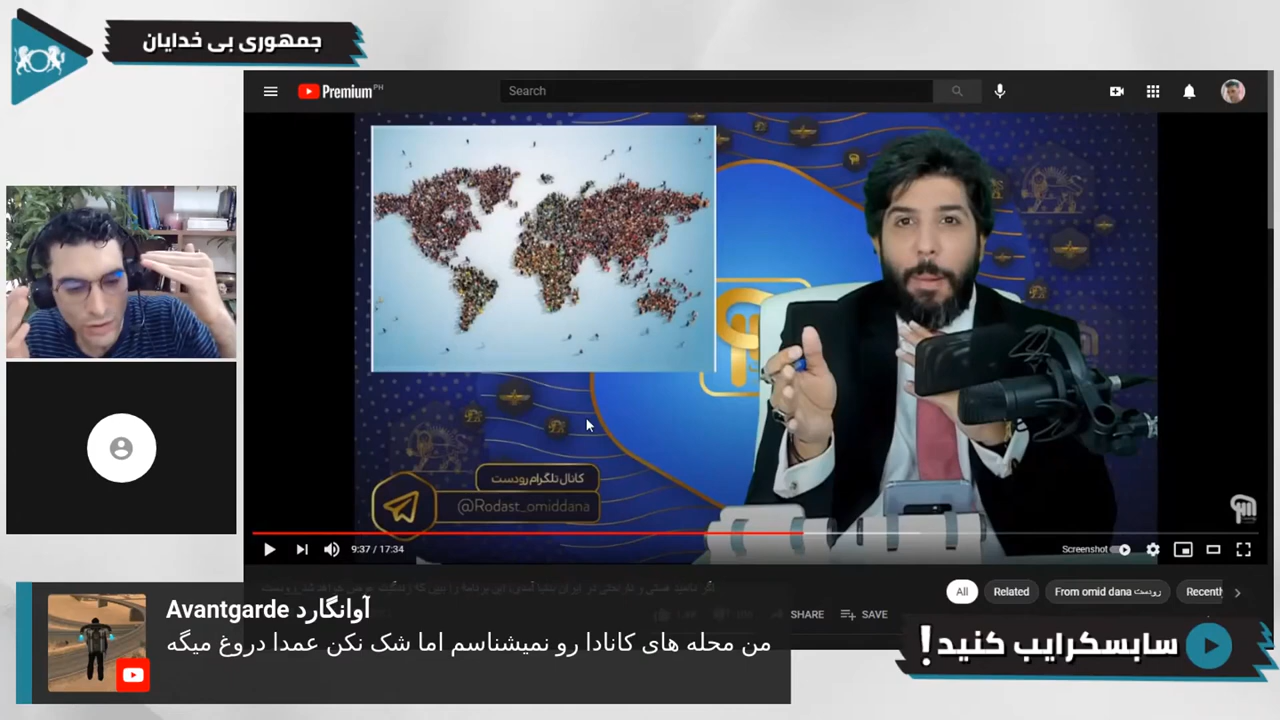 جمهوری بی خدایان
Premium PH
Search
کانال تلگرام رودست
@Rodast_omiddana
9:37 / 17:34
Screenshot
All
Related
From omid dana رودست
Recently
SHARE
SAVE
Avantgarde آوانگارد
من محله های کانادا رو نمیشناسم اما شک نکن عمدا دروغ میگه
سابسکرایب کنید!